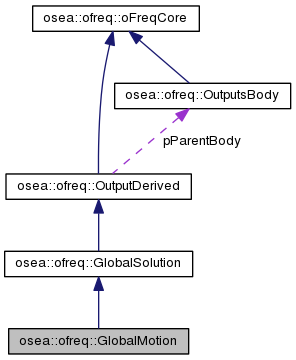 osea::ofreq::oFreqCore
osea::ofreq::OutputsBody
pParentBody
osea::ofreq::OutputDerived
osea::ofreq::GlobalSolution
osea::ofreq::GlobalMotion